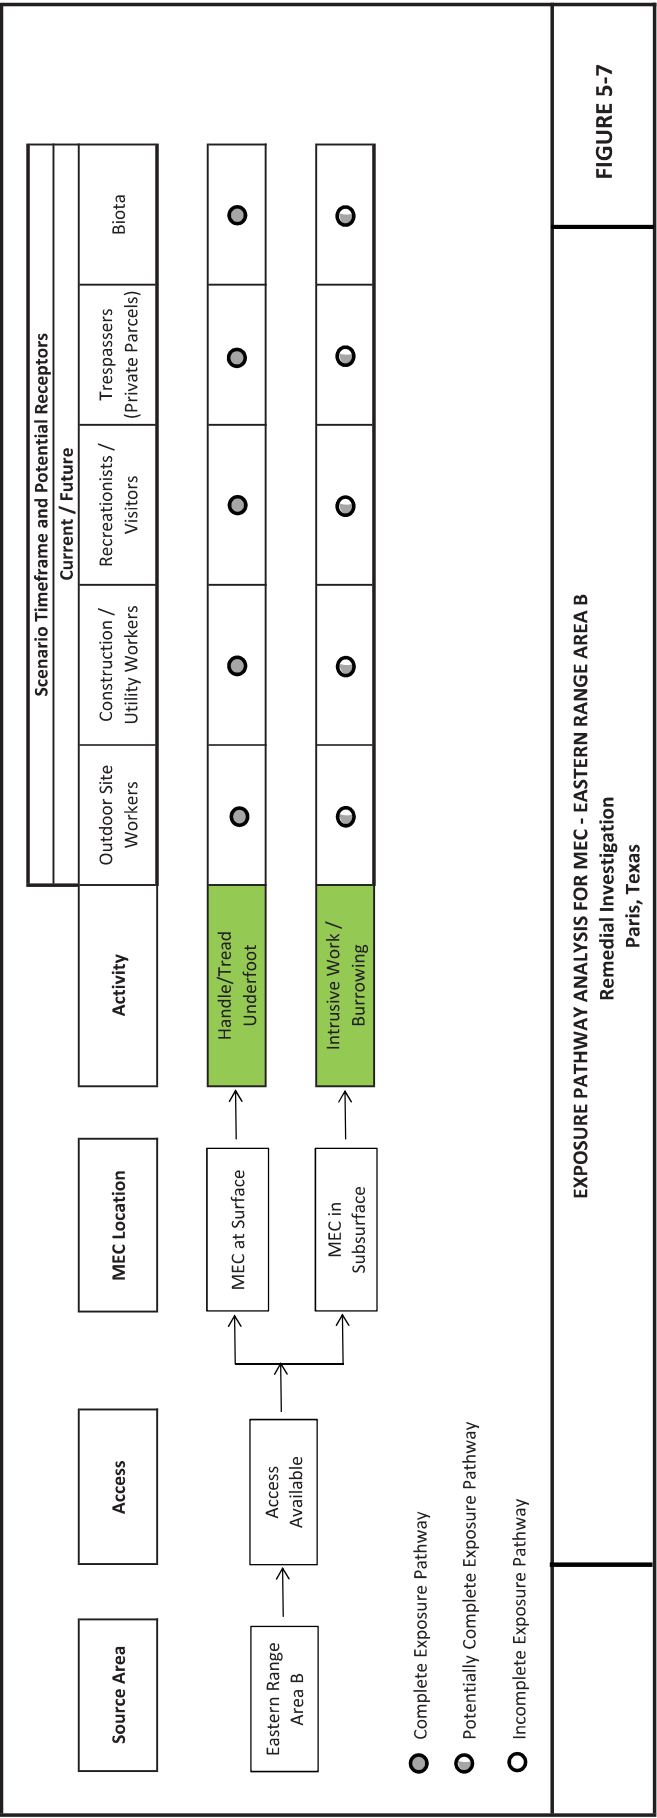 Scenario Timeframe and Potential Receptors
Current / Future
Source Area
Access
MEC Location
Activity
Outdoor Site
Workers
Construction /
Utility Workers
Recreationists /
Visitors
Trespassers
(Private Parcels)
Biota
Eastern Range
Area B
Access
Available
MEC at Surface
Handle/Tread
Underfoot
MEC in
Subsurface
Intrusive Work /
Burrowing
Complete Exposure Pathway
Potentially Complete Exposure Pathway
Incomplete Exposure Pathway
EXPOSURE PATHWAY ANALYSIS FOR MEC - EASTERN RANGE AREA B
Remedial Investigation
Paris, Texas
FIGURE 5-7